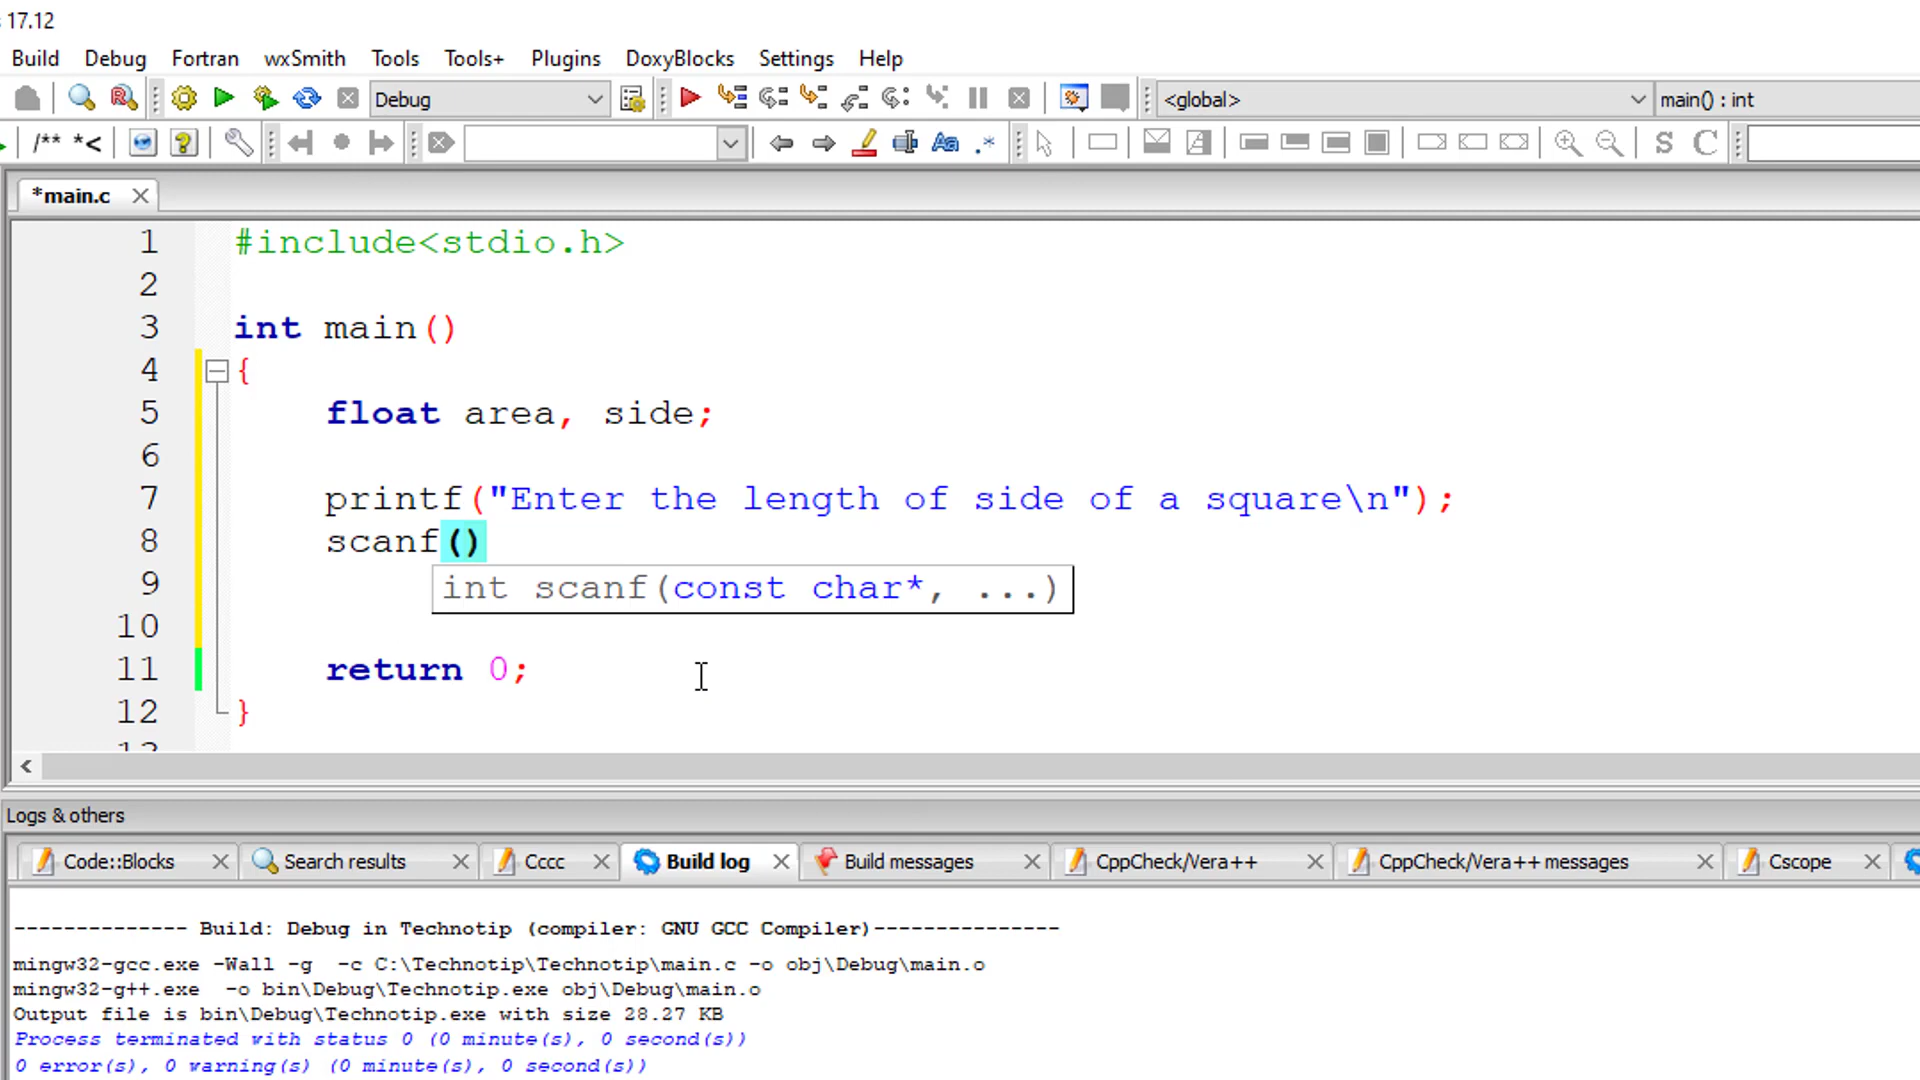 17.12
Build Debug Fortran wxSmith Tools Tools+ Plugins DoxyBlocks Settings Help
Debug <global> main() : int
/** *< Aa .* S C
*main.c
1 #include<stdio.h>
2
3 int main()
4 {
5 float area, side;
6
7 printf("Enter the length of side of a square\n");
8 scanf()
9 int scanf(const char*, ...)
10
11 return 0;
12 }
13
Logs & others
Code::Blocks Search results Cccc Build log Build messages CppCheck/Vera++ CppCheck/Vera++ messages Cscope
-------------- Build: Debug in Technotip (compiler: GNU GCC Compiler)---------------
mingw32-gcc.exe -Wall -g  -c C:\Technotip\Technotip\main.c -o obj\Debug\main.o
mingw32-g++.exe  -o bin\Debug\Technotip.exe obj\Debug\main.o
Output file is bin\Debug\Technotip.exe with size 28.27 KB
Process terminated with status 0 (0 minute(s), 0 second(s))
0 error(s), 0 warning(s) (0 minute(s), 0 second(s))